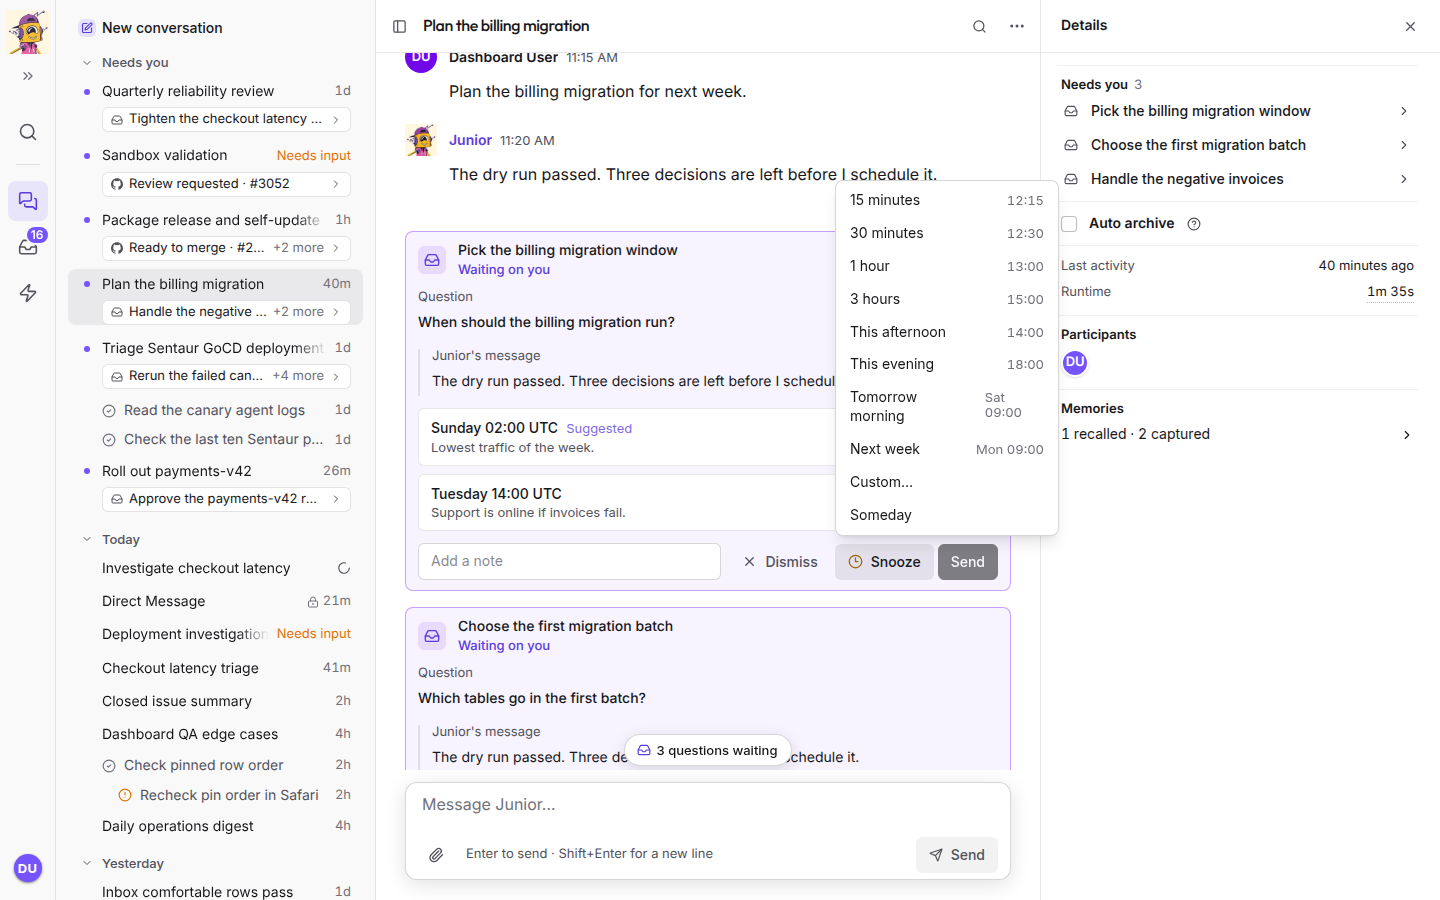 New conversation
Needs you
Quarterly reliability review 1d
Tighten the checkout latency ...
Sandbox validation Needs input
Review requested · #3052
Package release and self-update 1h
Ready to merge · #2... +2 more
Plan the billing migration 40m
Handle the negative ... +2 more
Triage Sentaur GoCD deployment 1d
Rerun the failed can... +4 more
Read the canary agent logs 1d
Check the last ten Sentaur p... 1d
Roll out payments-v42 26m
Approve the payments-v42 r...
Today
Investigate checkout latency
Direct Message 21m
Deployment investigation Needs input
Checkout latency triage 41m
Closed issue summary 2h
Dashboard QA edge cases 4h
Check pinned row order 2h
Recheck pin order in Safari 2h
Daily operations digest 4h
Yesterday
Inbox comfortable rows pass 1d
16
DU
Plan the billing migration
DU Dashboard User 11:15 AM
Plan the billing migration for next week.
Junior 11:20 AM
The dry run passed. Three decisions are left before I schedule it.
Pick the billing migration window
Waiting on you
Question
When should the billing migration run?
Junior's message
The dry run passed. Three decisions are left before I schedul
Sunday 02:00 UTC Suggested
Lowest traffic of the week.
Tuesday 14:00 UTC
Support is online if invoices fail.
Add a note
Dismiss
Snooze
Send
15 minutes 12:15
30 minutes 12:30
1 hour 13:00
3 hours 15:00
This afternoon 14:00
This evening 18:00
Tomorrow morning Sat 09:00
Next week Mon 09:00
Custom...
Someday
Choose the first migration batch
Waiting on you
Question
Which tables go in the first batch?
Junior's message
The dry run passed. Three de chedule it.
3 questions waiting
Message Junior...
Enter to send · Shift+Enter for a new line
Send
Details
Needs you 3
Pick the billing migration window
Choose the first migration batch
Handle the negative invoices
Auto archive
Last activity 40 minutes ago
Runtime 1m 35s
Participants
DU
Memories
1 recalled · 2 captured